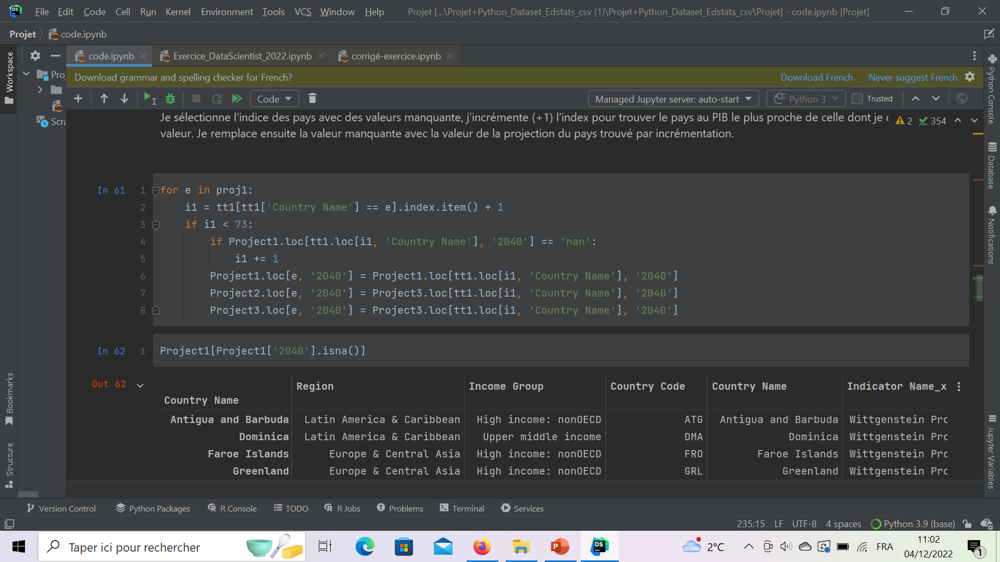 DS File Edit Code Cell Run Kernel Environment Tools VCS Window Help Projet [...\Projet+Python_Dataset_Edstats_csv (1)\Projet+Python_Dataset_Edstats_csv\Projet] - code.ipynb [Projet]
Projet code.ipynb
Workspace
code.ipynb Exercice_DataScientist_2022.ipynb corrigé-exercice.ipynb
Proj
Scra
Download grammar and spelling checker for French? Download French Never suggest French
Code Managed Jupyter server: auto-start Python 3 Trusted
Je sélectionne l’indice des pays avec des valeurs manquante, j’incrémente (+1) l’index pour trouver le pays au PIB le plus proche de celle dont je c 2 354
valeur. Je remplace ensuite la valeur manquante avec la valeur de la projection du pays trouvé par incrémentation.
In 61 1 for e in proj1:
2 i1 = tt1[tt1['Country Name'] == e].index.item() + 1
3 if i1 < 73:
4 if Project1.loc[tt1.loc[i1, 'Country Name'], '2040'] == 'nan':
5 i1 += 1
6 Project1.loc[e, '2040'] = Project1.loc[tt1.loc[i1, 'Country Name'], '2040']
7 Project2.loc[e, '2040'] = Project3.loc[tt1.loc[i1, 'Country Name'], '2040']
8 Project3.loc[e, '2040'] = Project3.loc[tt1.loc[i1, 'Country Name'], '2040']
In 62 1 Project1[Project1['2040'].isna()]
Out 62
Region Income Group Country Code Country Name Indicator Name_x
Country Name
Antigua and Barbuda Latin America & Caribbean High income: nonOECD ATG Antigua and Barbuda Wittgenstein Pro
Dominica Latin America & Caribbean Upper middle income DMA Dominica Wittgenstein Pro
Faroe Islands Europe & Central Asia High income: nonOECD FRO Faroe Islands Wittgenstein Pro
Greenland Europe & Central Asia High income: nonOECD GRL Greenland Wittgenstein Pro
Bookmarks
Structure
Python Console
Database
Notifications
Jupyter Variables
Version Control Python Packages R Console TODO R Jobs Problems Terminal Services
235:15 LF UTF-8 4 spaces Python 3.9 (base)
Taper ici pour rechercher P DS 2°C FRA 11:02
04/12/2022
1